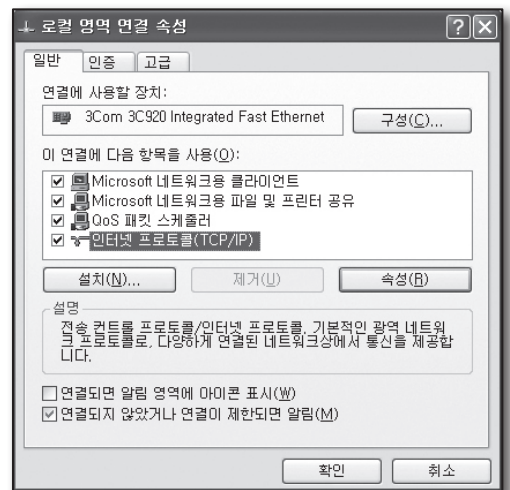 로컬 영역 연결 속성
일반 인증 고급
연결에 사용할 장치:
3Com 3C920 Integrated Fast Ethernet
구성(C)...
이 연결에 다음 항목을 사용(O):
Microsoft 네트워크용 클라이언트
Microsoft 네트워크용 파일 및 프린터 공유
QoS 패킷 스케줄러
인터넷 프로토콜(TCP/IP)
설치(N)... 제거(U) 속성(R)
설명
전송 컨트롤 프로토콜/인터넷 프로토콜. 기본적인 광역 네트워
크 프로토콜로, 다양하게 연결된 네트워크상에서 통신을 제공합
니다.
연결되면 알림 영역에 아이콘 표시(W)
연결되지 않았거나 연결이 제한되면 알림(M)
확인 취소